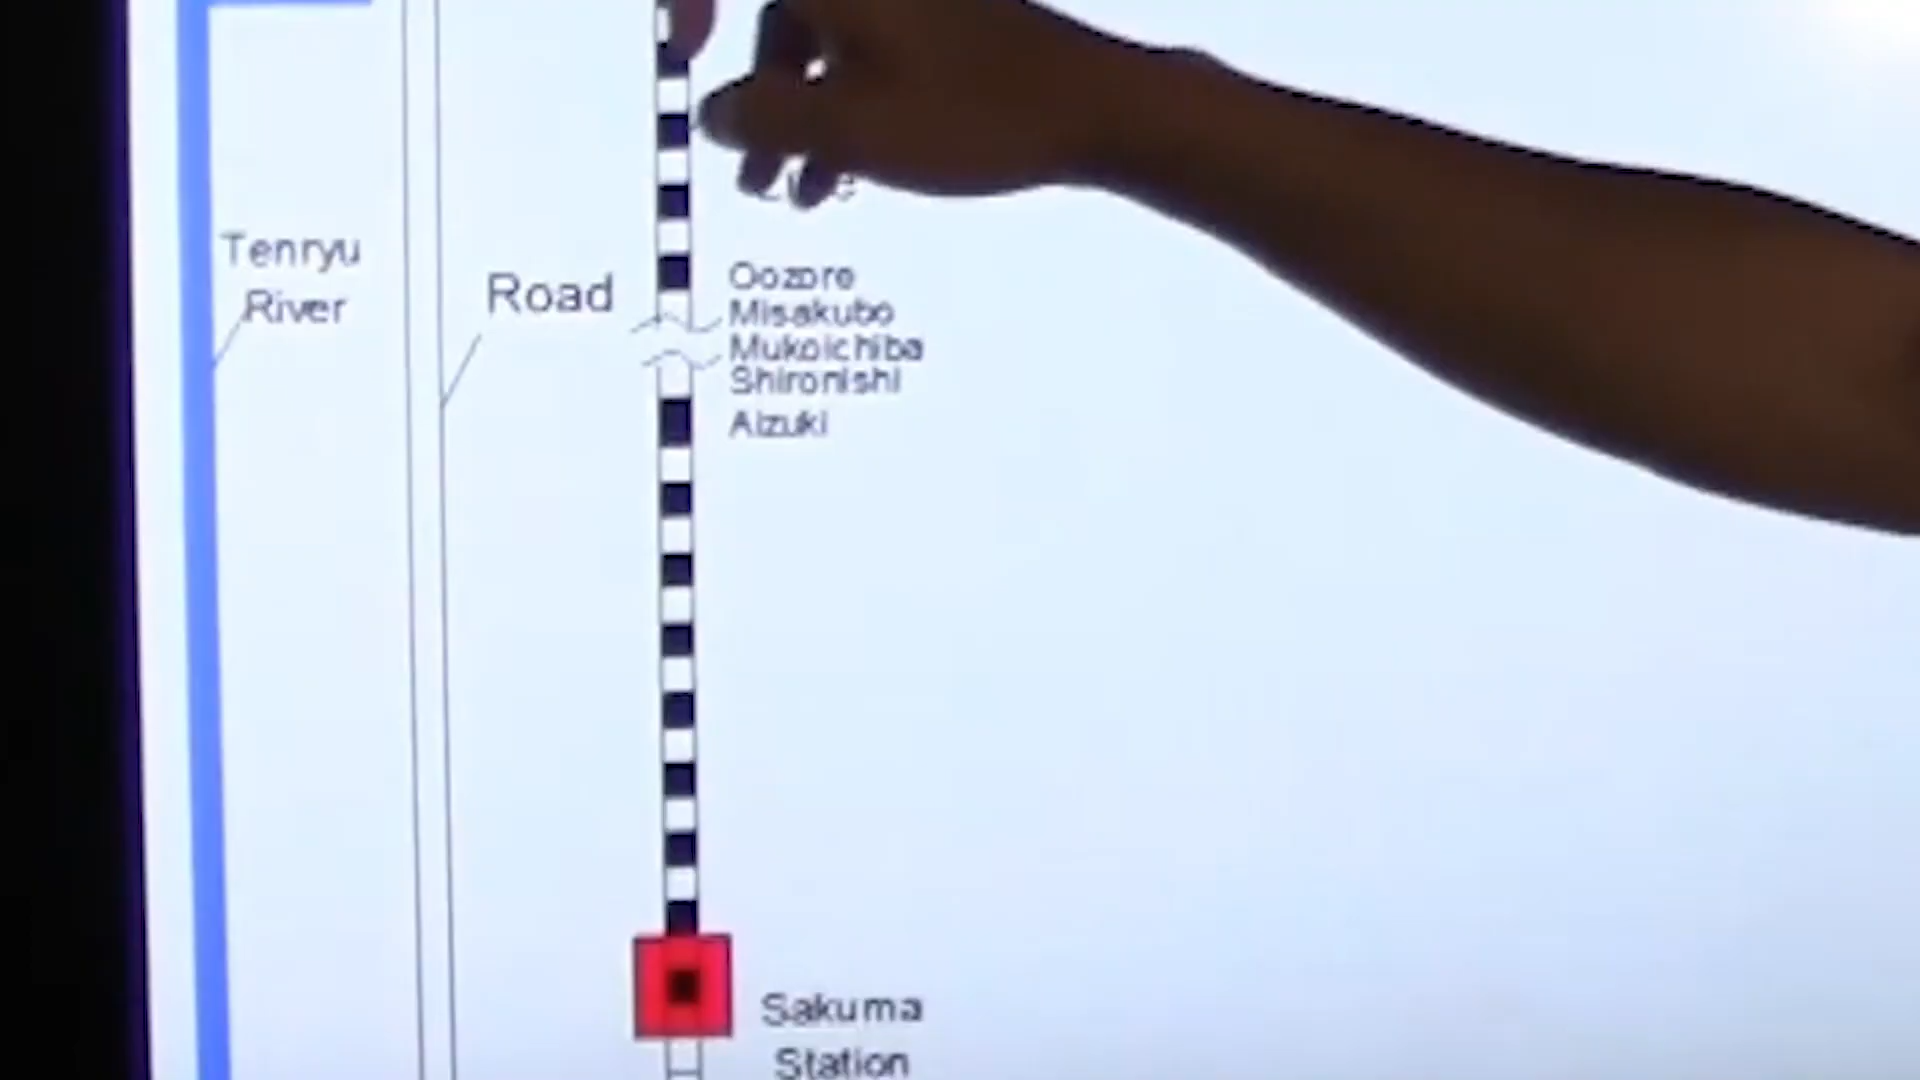 Tenryu
River
Road
Oozore
Misakubo
Mukoichiba
Shironishi
Aizuki
Sakuma
Station